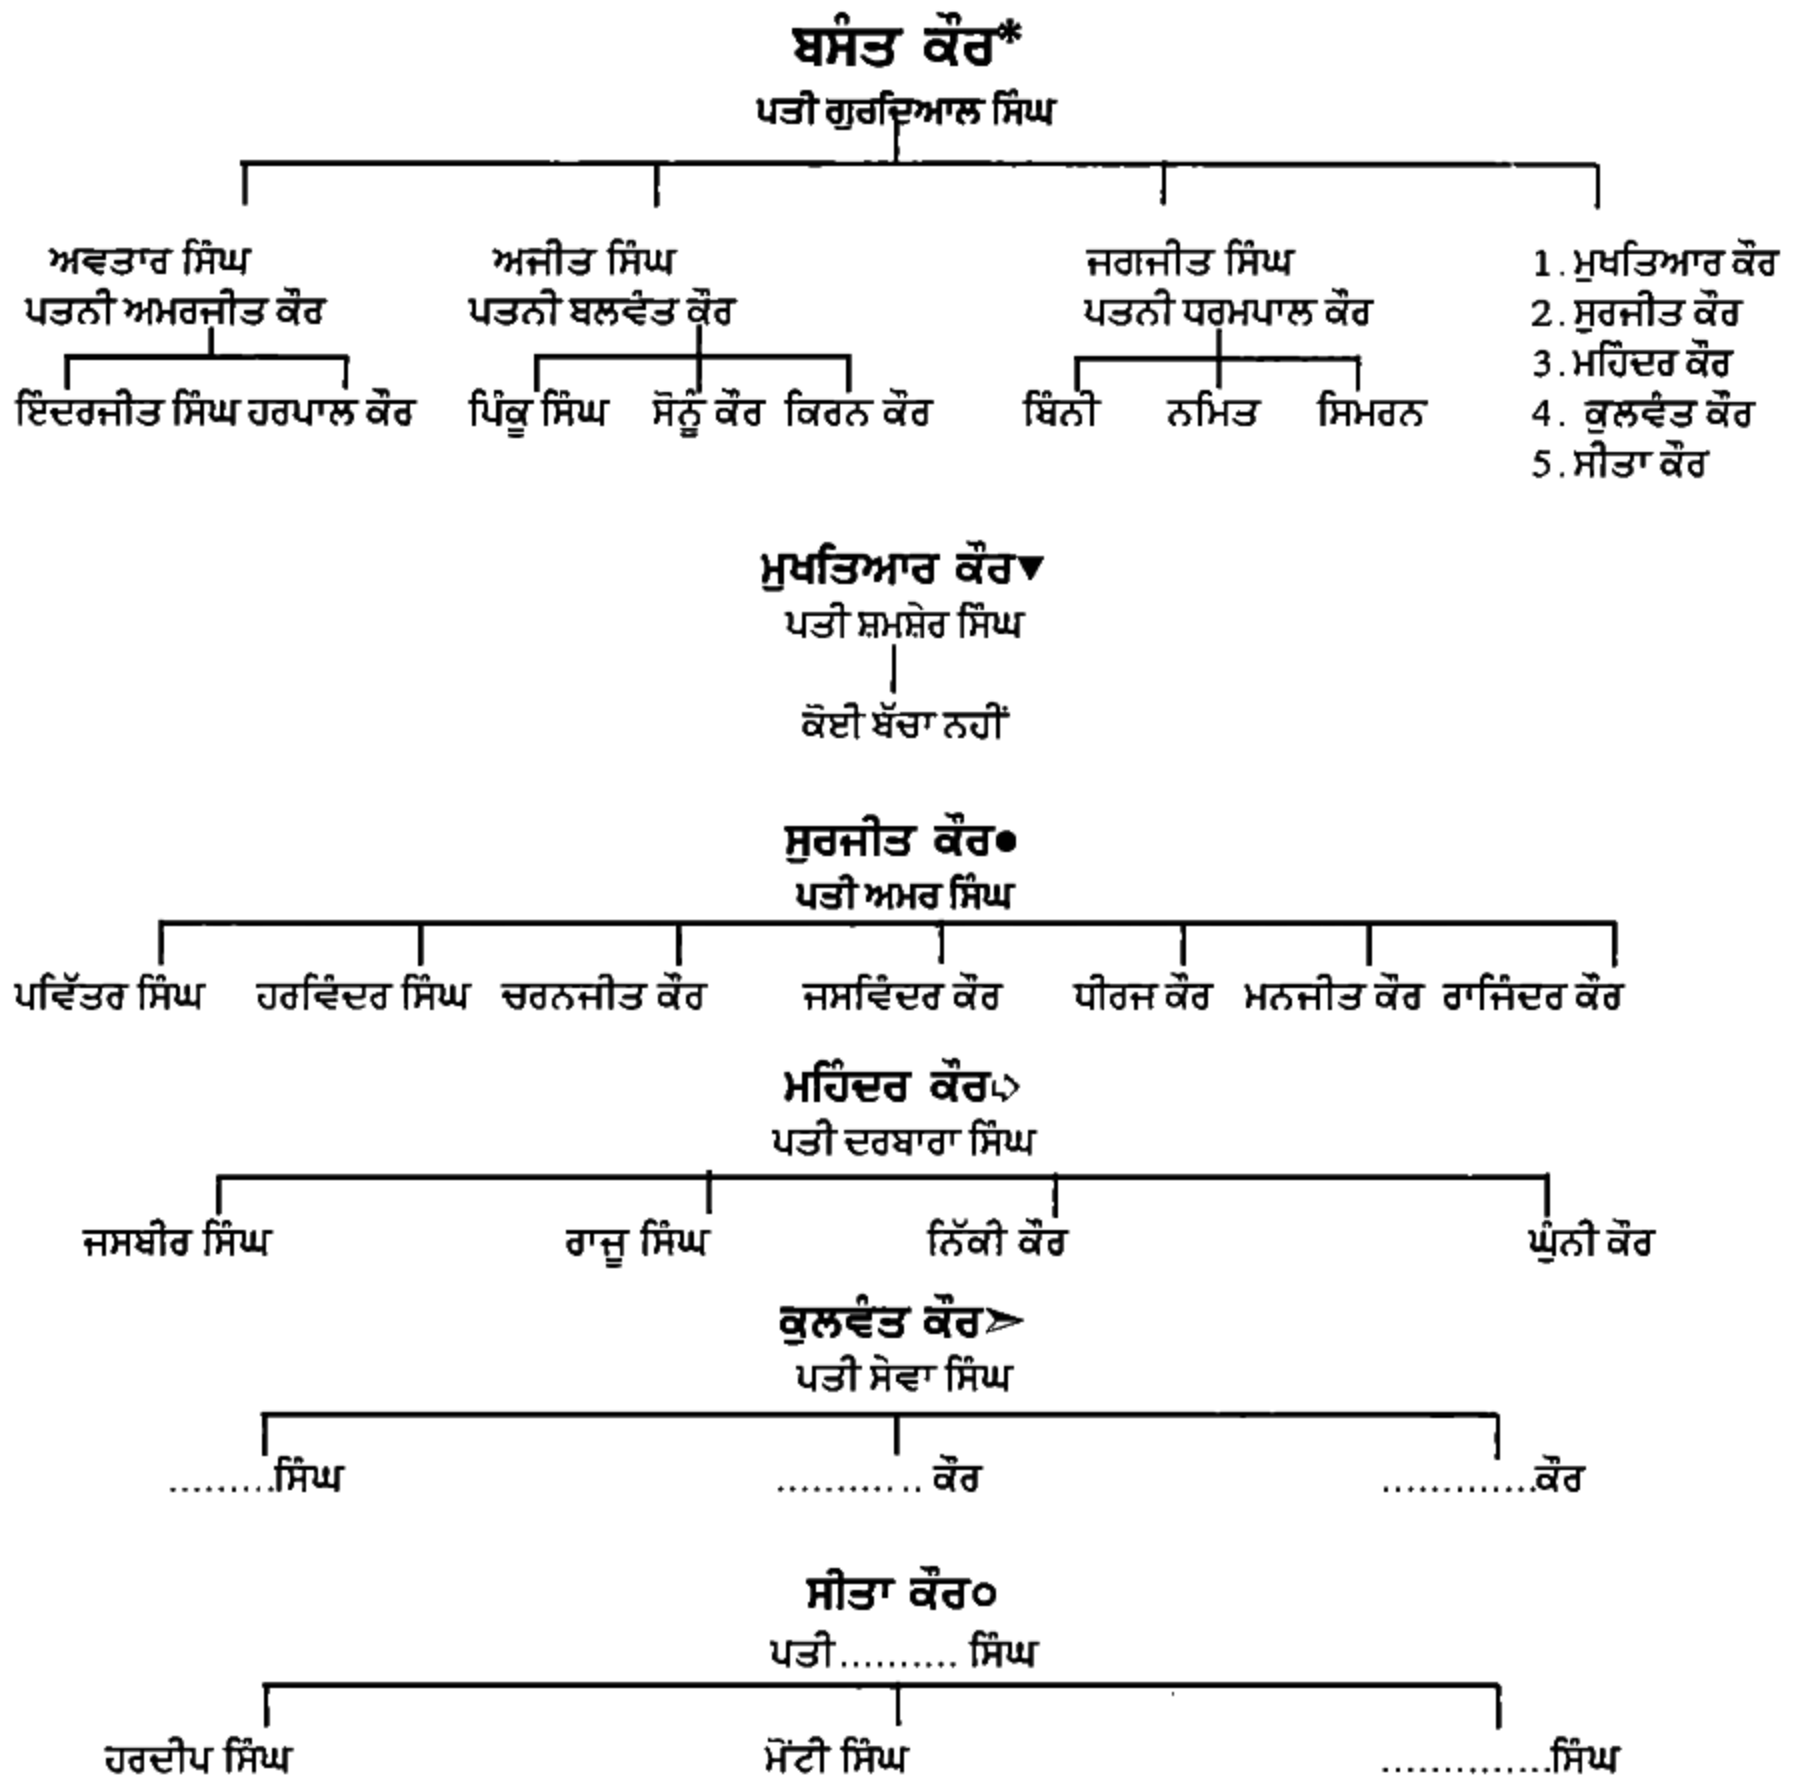 ਬਸੰਤ ਕੌਰ*
ਪਤੀ ਗੁਰਦਿਆਲ ਸਿੰਘ
ਅਵਤਾਰ ਸਿੰਘ ਅਜੀਤ ਸਿੰਘ ਜਗਜੀਤ ਸਿੰਘ 1. ਮੁਖਤਿਆਰ ਕੌਰ
ਪਤਨੀ ਅਮਰਜੀਤ ਕੌਰ ਪਤਨੀ ਬਲਵੰਤ ਕੌਰ ਪਤਨੀ ਧਰਮਪਾਲ ਕੌਰ 2. ਸੁਰਜੀਤ ਕੌਰ
3. ਮਹਿੰਦਰ ਕੌਰ
ਇੰਦਰਜੀਤ ਸਿੰਘ ਹਰਪਾਲ ਕੌਰ ਪਿੰਕੂ ਸਿੰਘ ਸੋਨੂੰ ਕੌਰ ਕਿਰਨ ਕੌਰ ਬਿੰਨੀ ਨਮਿਤ ਸਿਮਰਨ 4. ਕੁਲਵੰਤ ਕੌਰ
5. ਸੀਤਾ ਕੌਰ
ਮੁਖਤਿਆਰ ਕੌਰ▼
ਪਤੀ ਸ਼ਮਸ਼ੇਰ ਸਿੰਘ
ਕੋਈ ਬੱਚਾ ਨਹੀਂ
ਸੁਰਜੀਤ ਕੌਰ●
ਪਤੀ ਅਮਰ ਸਿੰਘ
ਪਵਿੱਤਰ ਸਿੰਘ ਹਰਵਿੰਦਰ ਸਿੰਘ ਚਰਨਜੀਤ ਕੌਰ ਜਸਵਿੰਦਰ ਕੌਰ ਧੀਰਜ ਕੌਰ ਮਨਜੀਤ ਕੌਰ ਰਾਜਿੰਦਰ ਕੌਰ
ਮਹਿੰਦਰ ਕੌਰ➪
ਪਤੀ ਦਰਬਾਰਾ ਸਿੰਘ
ਜਸਬੀਰ ਸਿੰਘ ਰਾਜੂ ਸਿੰਘ ਨਿੱਕੀ ਕੌਰ ਘੁੰਨੀ ਕੌਰ
ਕੁਲਵੰਤ ਕੌਰ➣
ਪਤੀ ਸੇਵਾ ਸਿੰਘ
.........ਸਿੰਘ ............ ਕੌਰ .............ਕੌਰ
ਸੀਤਾ ਕੌਰ○
ਪਤੀ.......... ਸਿੰਘ
ਹਰਦੀਪ ਸਿੰਘ ਮੋਂਟੀ ਸਿੰਘ ..............ਸਿੰਘ